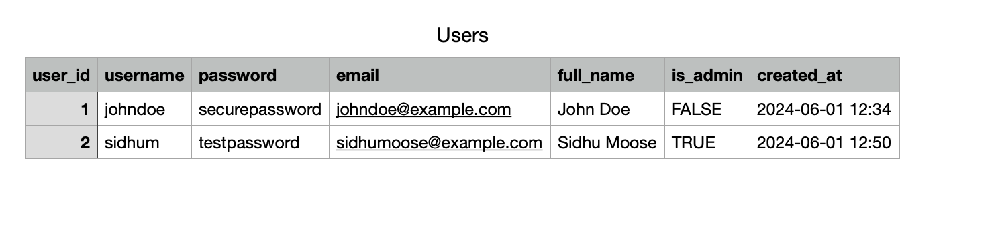 Users
user_id username password email full_name is_admin created_at
1 johndoe securepassword johndoe@example.com John Doe FALSE 2024-06-01 12:34
2 sidhum testpassword sidhumoose@example.com Sidhu Moose TRUE 2024-06-01 12:50